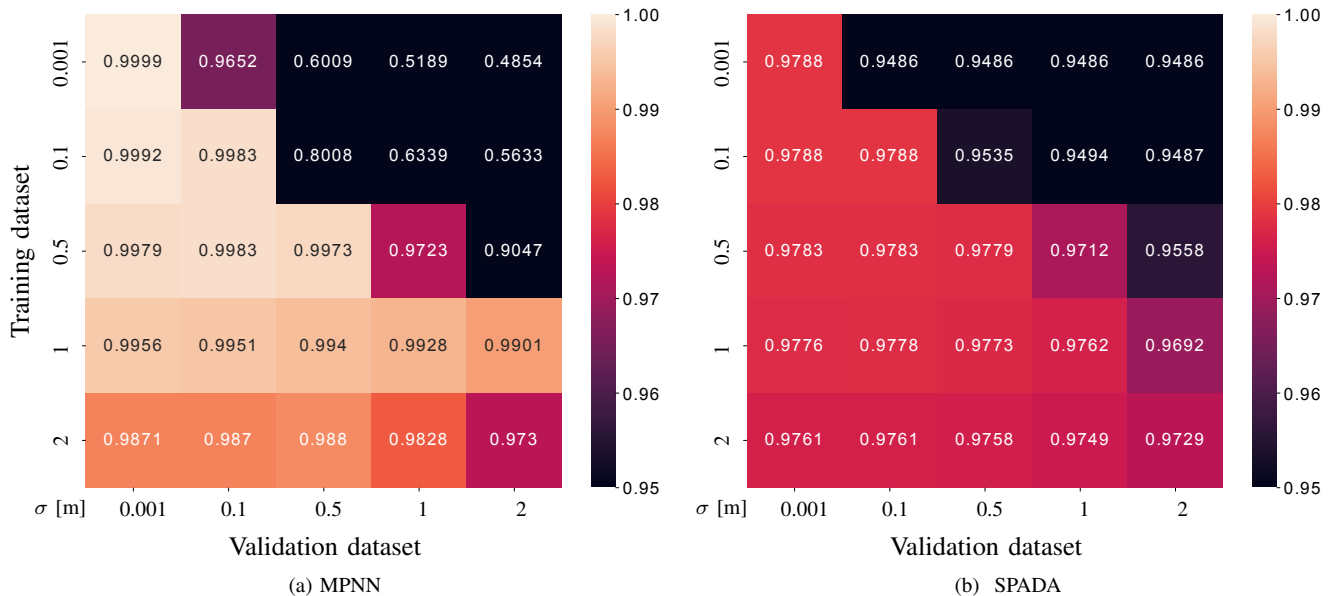 0.001 0.9999 0.9652 0.6009 0.5189 0.4854
0.1 0.9992 0.9983 0.8008 0.6339 0.5633
0.5 0.9979 0.9983 0.9973 0.9723 0.9047
1 0.9956 0.9951 0.994 0.9928 0.9901
2 0.9871 0.987 0.988 0.9828 0.973
Training dataset
σ [m] 0.001 0.1 0.5 1 2
Validation dataset
1.00
0.99
0.98
0.97
0.96
0.95
(a) MPNN
0.001 0.9788 0.9486 0.9486 0.9486 0.9486
0.1 0.9788 0.9788 0.9535 0.9494 0.9487
0.5 0.9783 0.9783 0.9779 0.9712 0.9558
1 0.9776 0.9778 0.9773 0.9762 0.9692
2 0.9761 0.9761 0.9758 0.9749 0.9729
σ [m] 0.001 0.1 0.5 1 2
Validation dataset
1.00
0.99
0.98
0.97
0.96
0.95
(b) SPADA